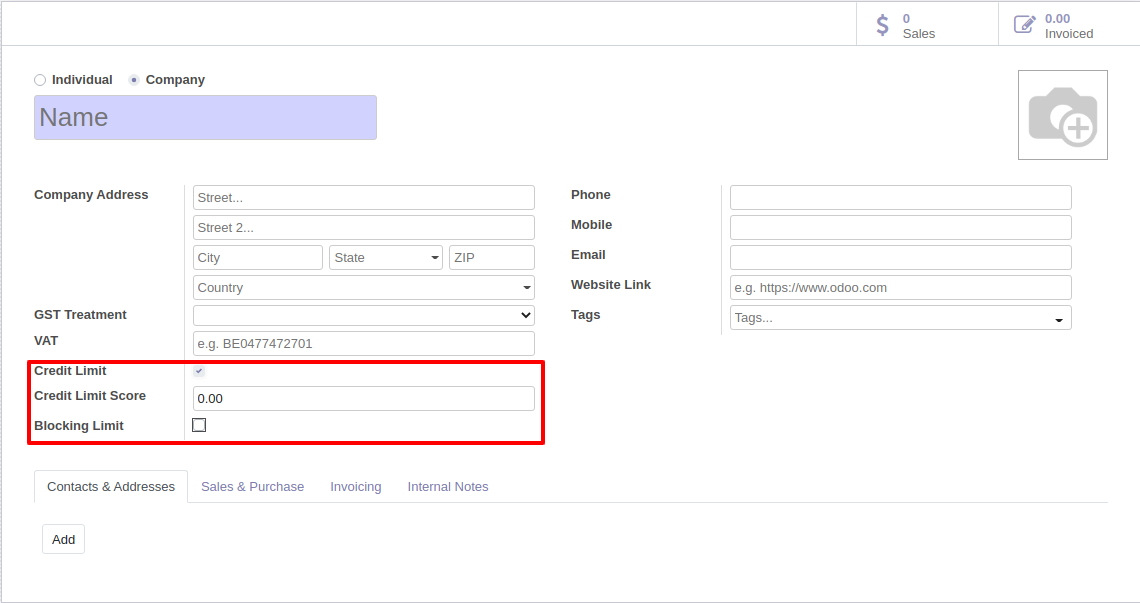 0
Sales
0.00
Invoiced
Individual Company
Name
Company Address
Street...
Street 2...
City State ZIP
Country
GST Treatment
VAT e.g. BE0477472701
Credit Limit
Credit Limit Score 0.00
Blocking Limit
Phone
Mobile
Email
Website Link e.g. https://www.odoo.com
Tags Tags...
Contacts & Addresses Sales & Purchase Invoicing Internal Notes
Add